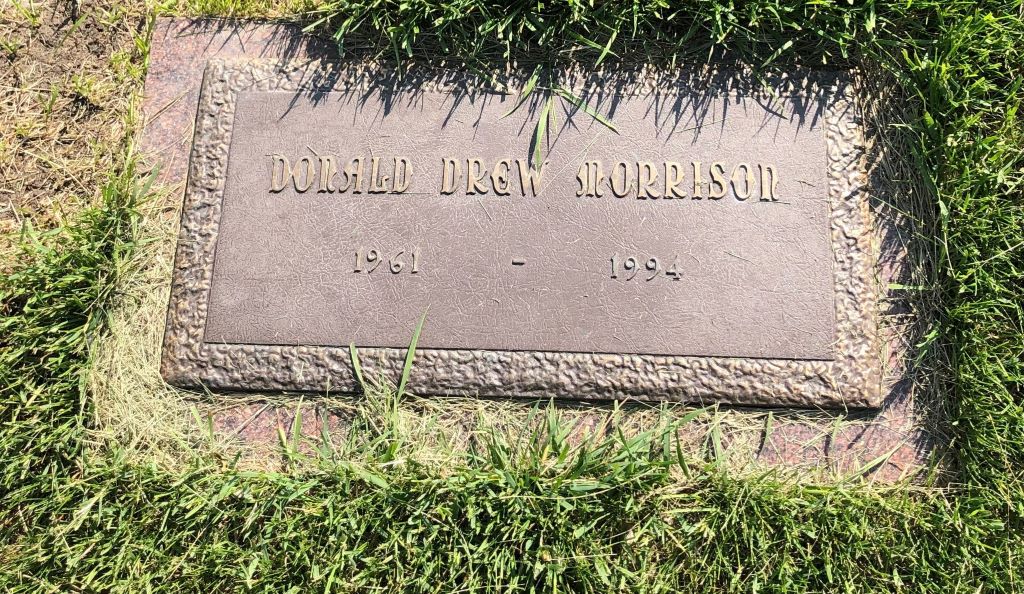 DONALD DREW MORRISON
1961 - 1994